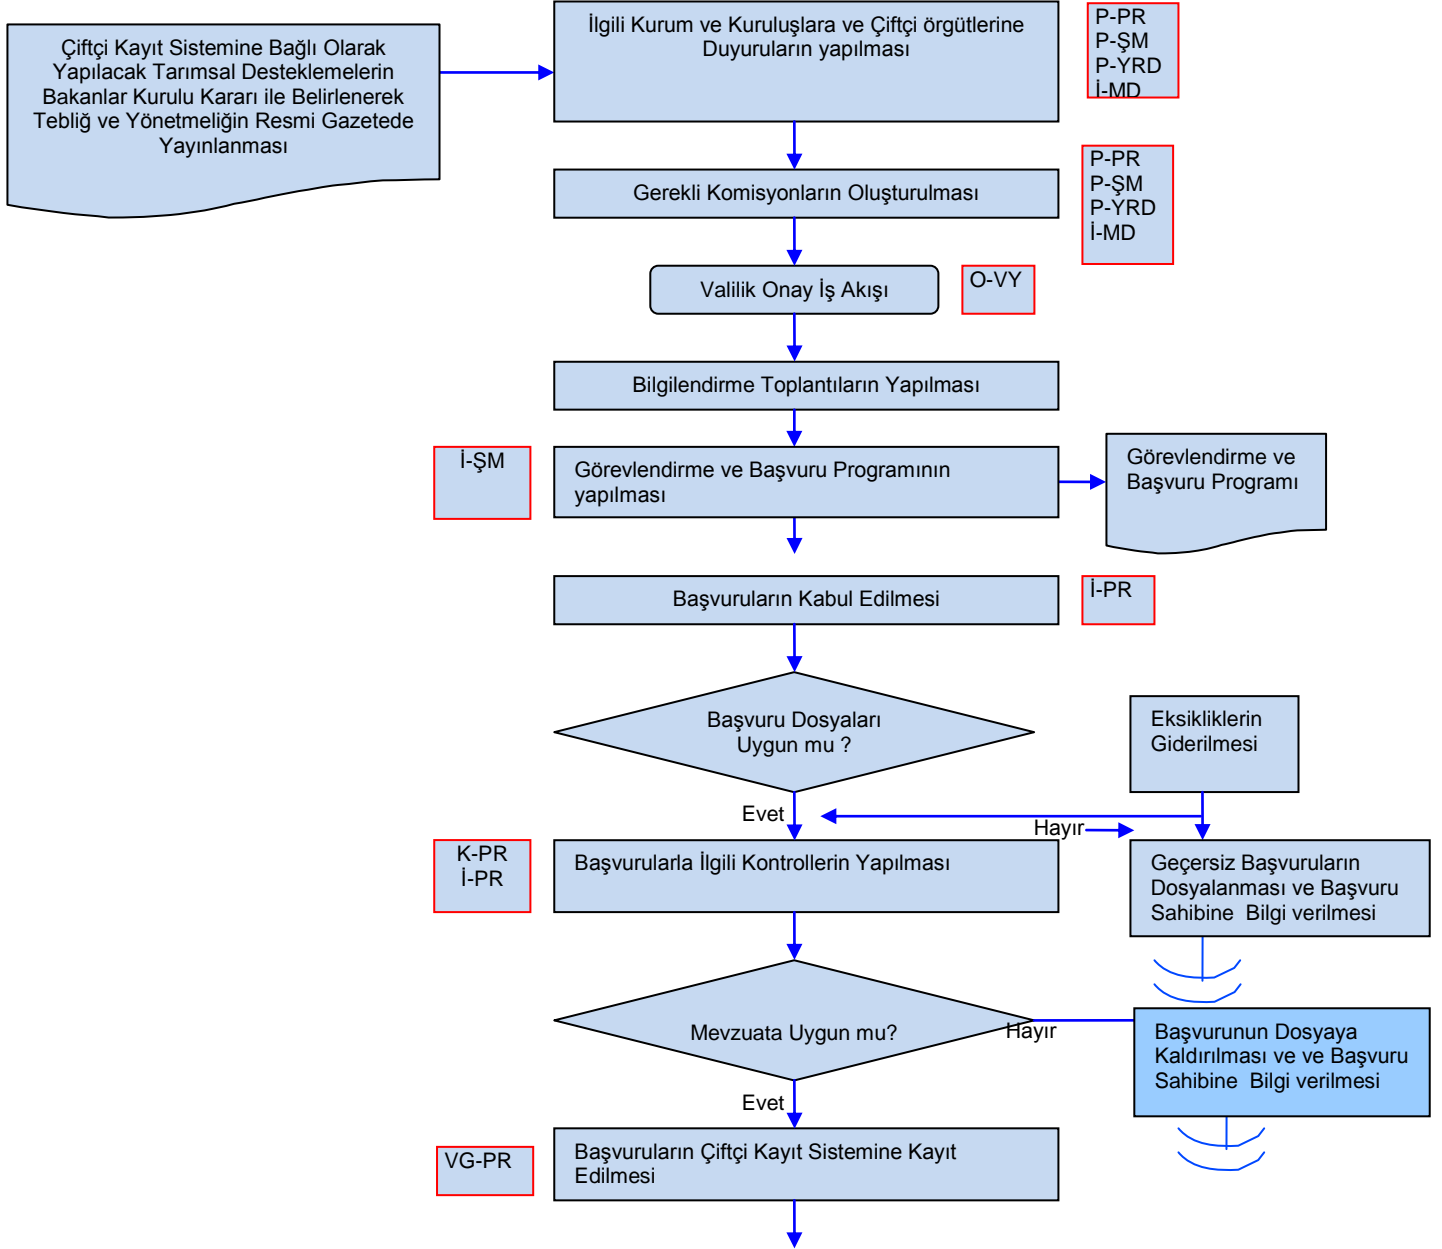 Çiftçi Kayıt Sistemine Bağlı Olarak
Yapılacak Tarımsal Desteklemelerin
Bakanlar Kurulu Kararı ile Belirlenerek
Tebliğ ve Yönetmeliğin Resmi Gazetede
Yayınlanması
İlgili Kurum ve Kuruluşlara ve Çiftçi örgütlerine
Duyuruların yapılması
P-PR
P-ŞM
P-YRD
İ-MD
Gerekli Komisyonların Oluşturulması
P-PR
P-ŞM
P-YRD
İ-MD
Valilik Onay İş Akışı
O-VY
Bilgilendirme Toplantıların Yapılması
İ-ŞM
Görevlendirme ve Başvuru Programının
yapılması
Görevlendirme ve
Başvuru Programı
Başvuruların Kabul Edilmesi
İ-PR
Başvuru Dosyaları
Uygun mu ?
Eksikliklerin
Giderilmesi
Evet
Hayır
K-PR
İ-PR
Başvurularla İlgili Kontrollerin Yapılması
Geçersiz Başvuruların
Dosyalanması ve Başvuru
Sahibine  Bilgi verilmesi
Mevzuata Uygun mu?
Hayır
Başvurunun Dosyaya
Kaldırılması ve ve Başvuru
Sahibine  Bilgi verilmesi
Evet
VG-PR
Başvuruların Çiftçi Kayıt Sistemine Kayıt
Edilmesi